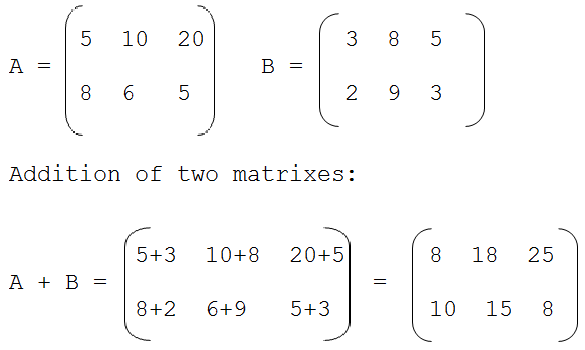 5 10 20 3 8 5
A = B =
8 6 5 2 9 3
Addition of two matrixes:
5+3 10+8 20+5 8 18 25
A + B = =
8+2 6+9 5+3 10 15 8